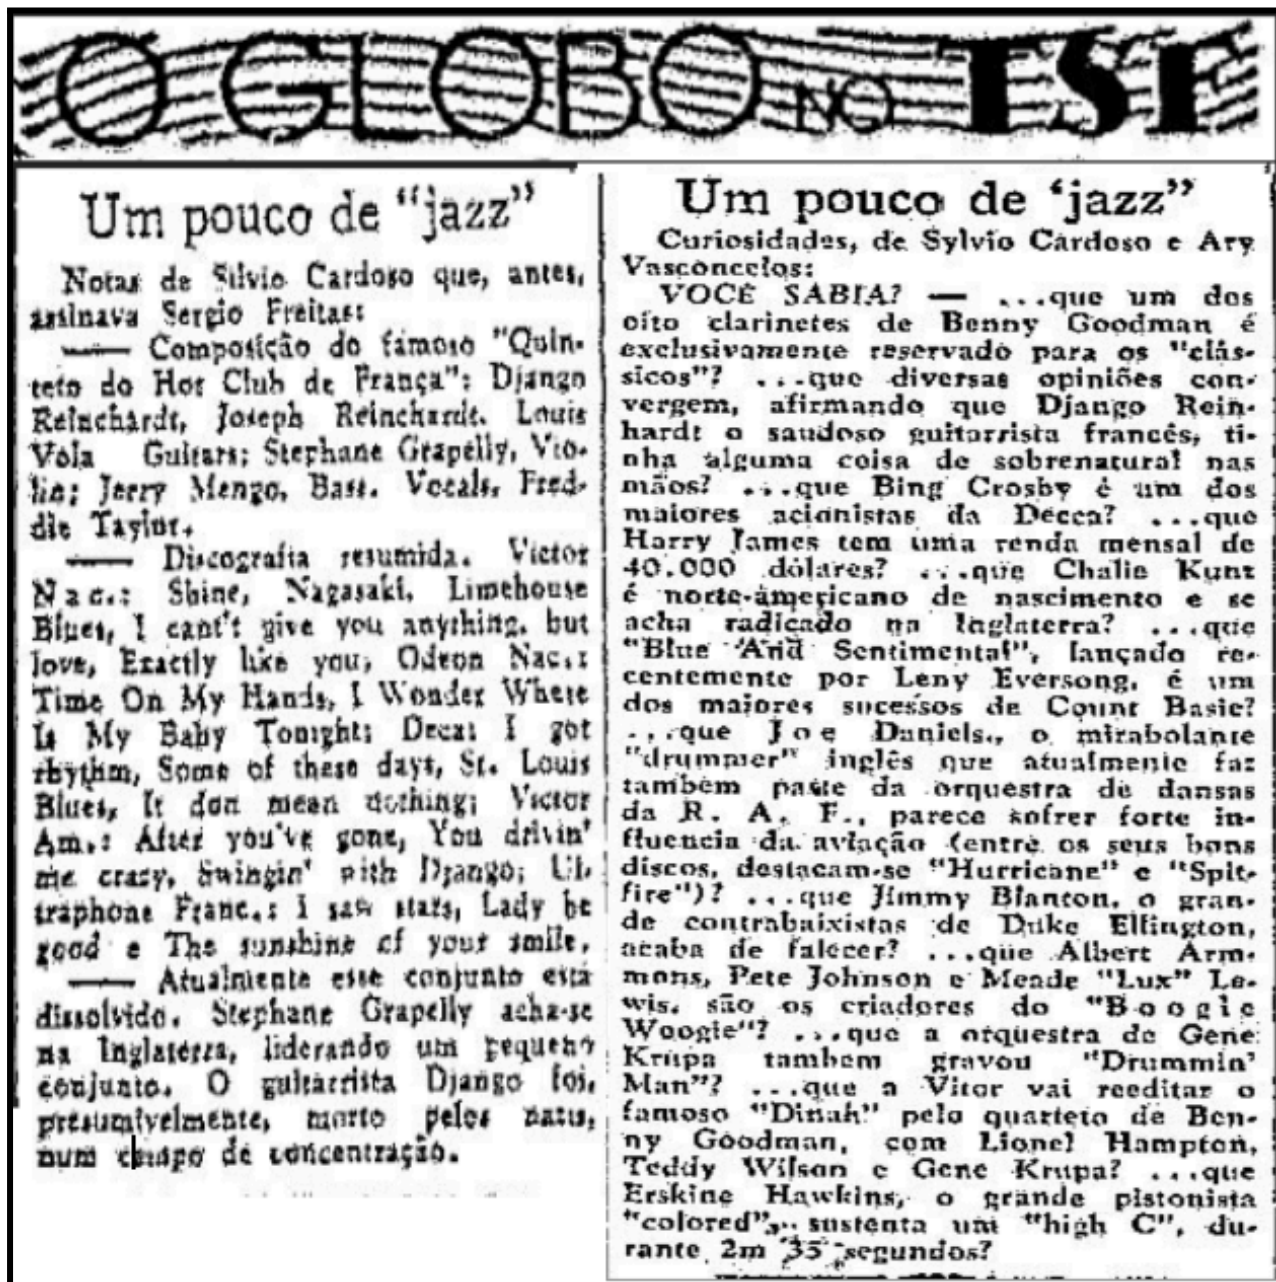 O GLOBO NO TSF
Um pouco de "jazz"
Notas de Silvio Cardoso que, antes,
assinava Sergio Freitas:
—— Composição do famoso "Quin-
teto do Hot Club de França": Django
Reinchardt, Joseph Reinchardt. Louis
Vola Guitars; Stephane Grapelly, Vio-
lin; Jerry Mengo, Bass. Vocals, Fred-
die Taylor.
—— Discografia resumida. Victor
Nac.: Shine, Nagasaki, Limehouse
Blues, I cant't give you anything, but
love, Exactly like you; Odeon Nac.:
Time On My Hands, I Wonder Where
Is My Baby Tonight; Decca: I got
rhythm, Some of these days, St. Louis
Blues, It don mean nothing; Victor
Am.: After you've gone, You drivin'
me crazy, Swingin' with Django; Ul-
traphone Franc.: I saw stars, Lady be
good e The sunshine of your smile.
—— Atualmente esse conjunto está
dissolvido. Stephane Grapelly acha-se
na Inglaterra, liderando um pequeno
conjunto. O guitarrista Django foi,
presumivelmente, morto pelos nazis,
num campo de concentração.
Um pouco de 'jazz"
Curiosidades, de Sylvio Cardoso e Ary
Vasconcelos:
VOCÊ SABIA? — ...que um dos
oito clarinetes de Benny Goodman é
exclusivamente reservado para os "clás-
sicos"? ...que diversas opiniões con-
vergem, afirmando que Django Rein-
hardt o saudoso guitarrista francês, ti-
nha alguma coisa de sobrenatural nas
mãos? ...que Bing Crosby é um dos
maiores acionistas da Decca? ...que
Harry James tem uma renda mensal de
40.000 dólares? ...que Chalie Kunz
é norte-americano de nascimento e se
acha radicado na Inglaterra? ...que
"Blue And Sentimental", lançado re-
centemente por Leny Eversong, é um
dos maiores sucessos de Count Basie?
...que Joe Daniels., o mirabolante
"drummer" inglês que atualmente faz
tambem paste da orquestra de dansas
da R. A. F., parece sofrer forte in-
fluencia da aviação (entre os seus bons
discos, destacam-se "Hurricane" e "Spit-
fire")? ...que Jimmy Blanton, o gran-
de contrabaixistas de Duke Ellington,
acaba de falecer? ...que Albert Arm-
mons, Pete Johnson e Meade "Lux" Le-
wis, são os criadores do "Boogie
Woogie"? ...que a orquestra de Gene
Krupa tambem gravou "Drummin'
Man"? ...que a Vitor vai reeditar o
famoso "Dinah" pelo quarteto de Ben-
ny Goodman, com Lionel Hampton,
Teddy Wilson e Gene Krupa? ...que
Erskine Hawkins, o grande pistonista
"colored", sustenta um "high C", du-
rante 2m 35 segundos?